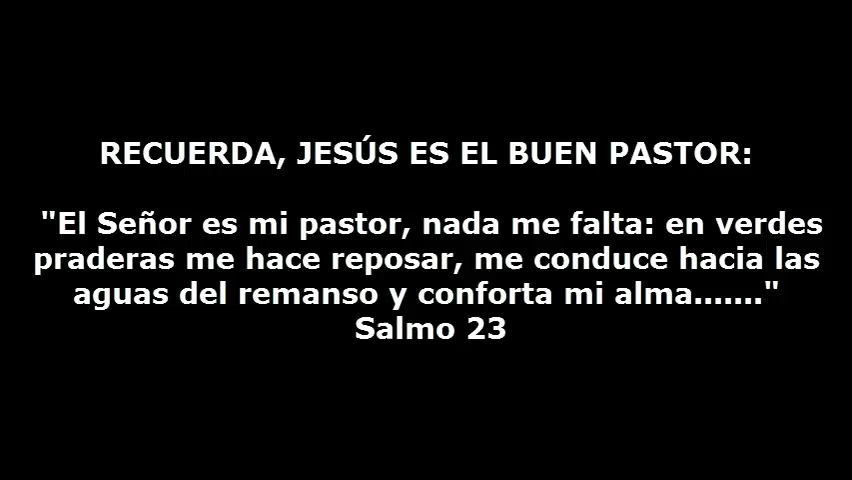 RECUERDA, JESÚS ES EL BUEN PASTOR:
"El Señor es mi pastor, nada me falta: en verdes
praderas me hace reposar, me conduce hacia las
aguas del remanso y conforta mi alma......."
Salmo 23